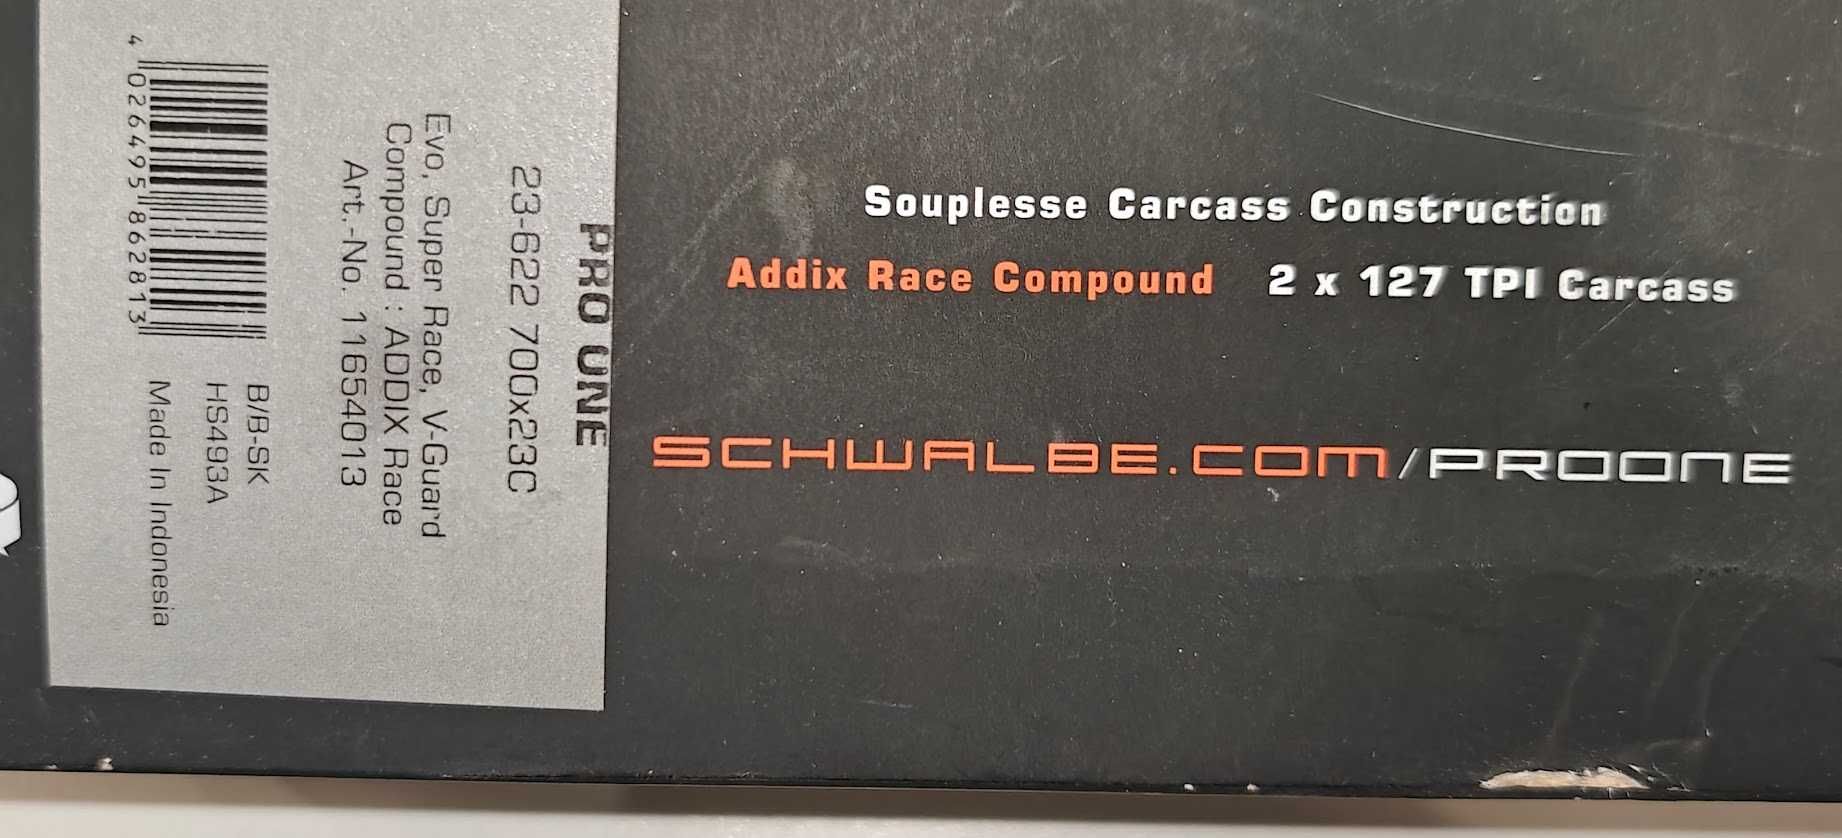 PRO ONE
23-622 700x23C
Evo, Super Race, V-Guard
Compound : ADDIX Race
Art.-No. 11654013
4 026495 862813
B/B-SK
HS493A
Made In Indonesia
Souplesse Carcass Construction
Addix Race Compound 2 x 127 TPI Carcass
SCHWALBE.COM/PROONE